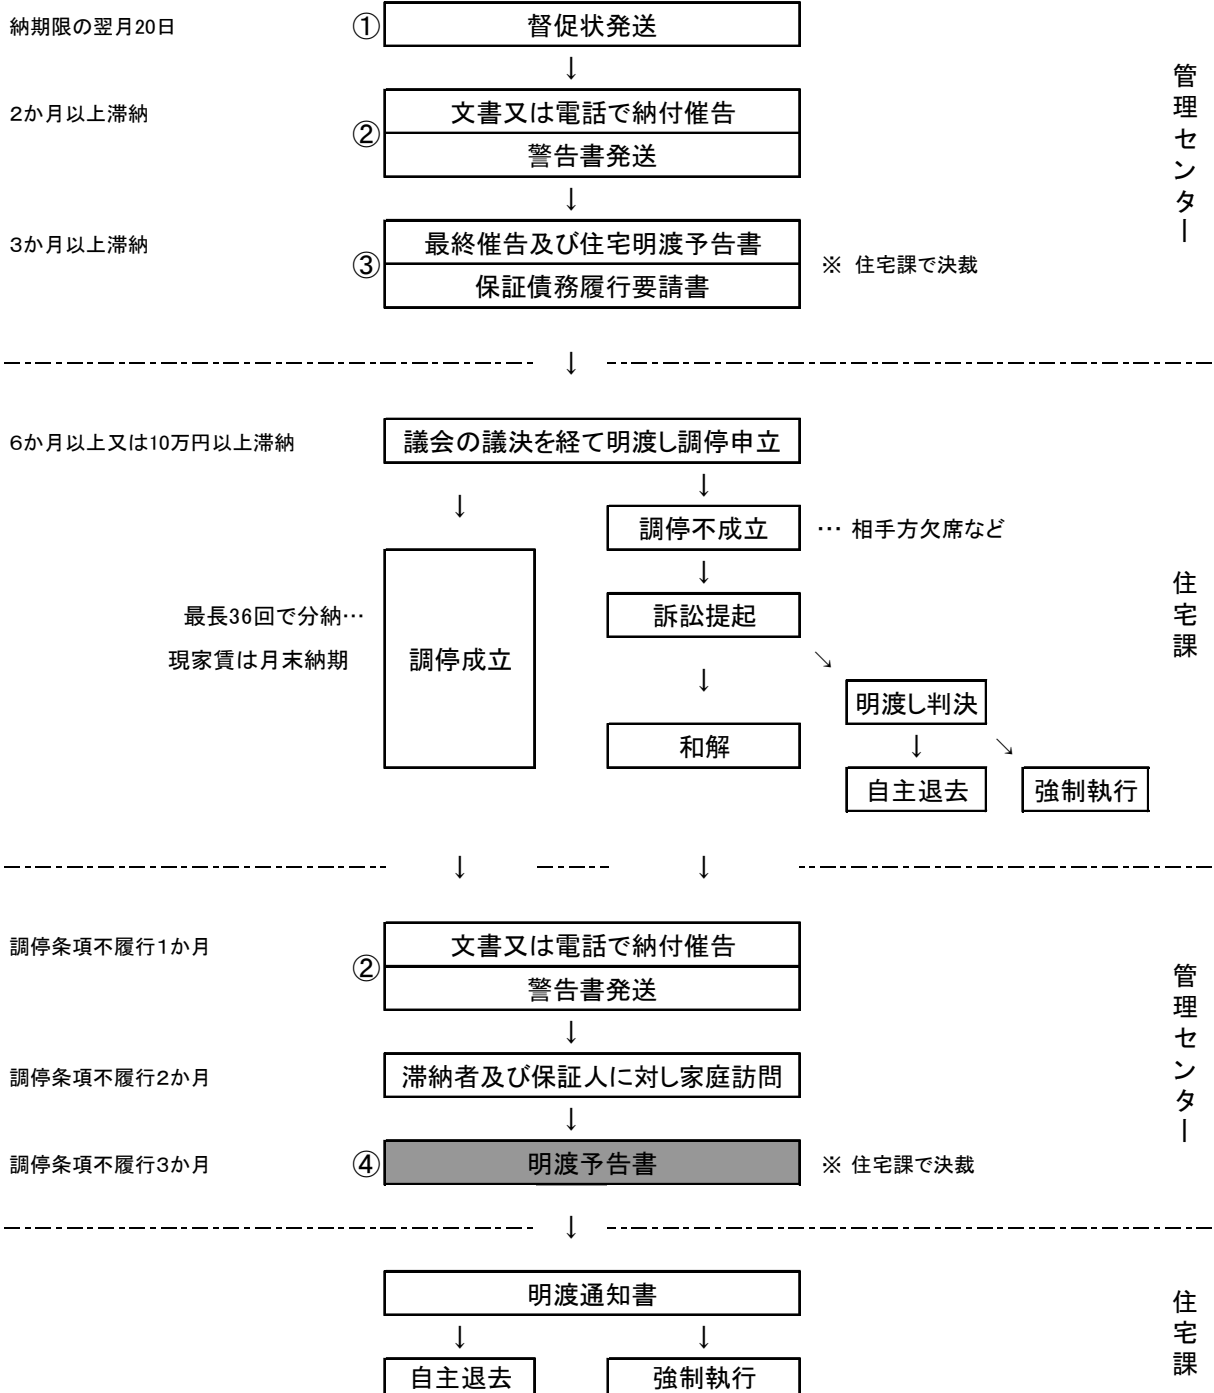 納期限の翌月20日
①
督促状発送
↓
管理センター
2か月以上滞納
②
文書又は電話で納付催告
警告書発送
↓
3か月以上滞納
③
最終催告及び住宅明渡予告書
保証債務履行要請書
※ 住宅課で決裁
↓
6か月以上又は10万円以上滞納
議会の議決を経て明渡し調停申立
↓
↓
調停不成立
… 相手方欠席など
↓
最長36回で分納…
現家賃は月末納期
調停成立
訴訟提起
住宅課
↓
↘
明渡し判決
和解
↓
↘
自主退去
強制執行
↓
↓
調停条項不履行1か月
②
文書又は電話で納付催告
警告書発送
管理センター
↓
調停条項不履行2か月
滞納者及び保証人に対し家庭訪問
↓
調停条項不履行3か月
④
明渡予告書
※ 住宅課で決裁
↓
明渡通知書
住宅課
↓
↓
自主退去
強制執行